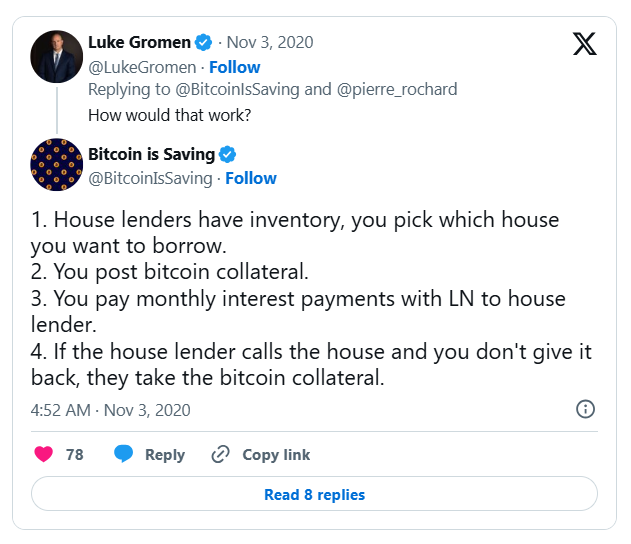 Luke Gromen · Nov 3, 2020
@LukeGromen · Follow
Replying to @BitcoinIsSaving and @pierre_rochard
How would that work?
Bitcoin is Saving
@BitcoinIsSaving · Follow
1. House lenders have inventory, you pick which house
you want to borrow.
2. You post bitcoin collateral.
3. You pay monthly interest payments with LN to house
lender.
4. If the house lender calls the house and you don't give it
back, they take the bitcoin collateral.
4:52 AM · Nov 3, 2020
78 Reply Copy link
Read 8 replies